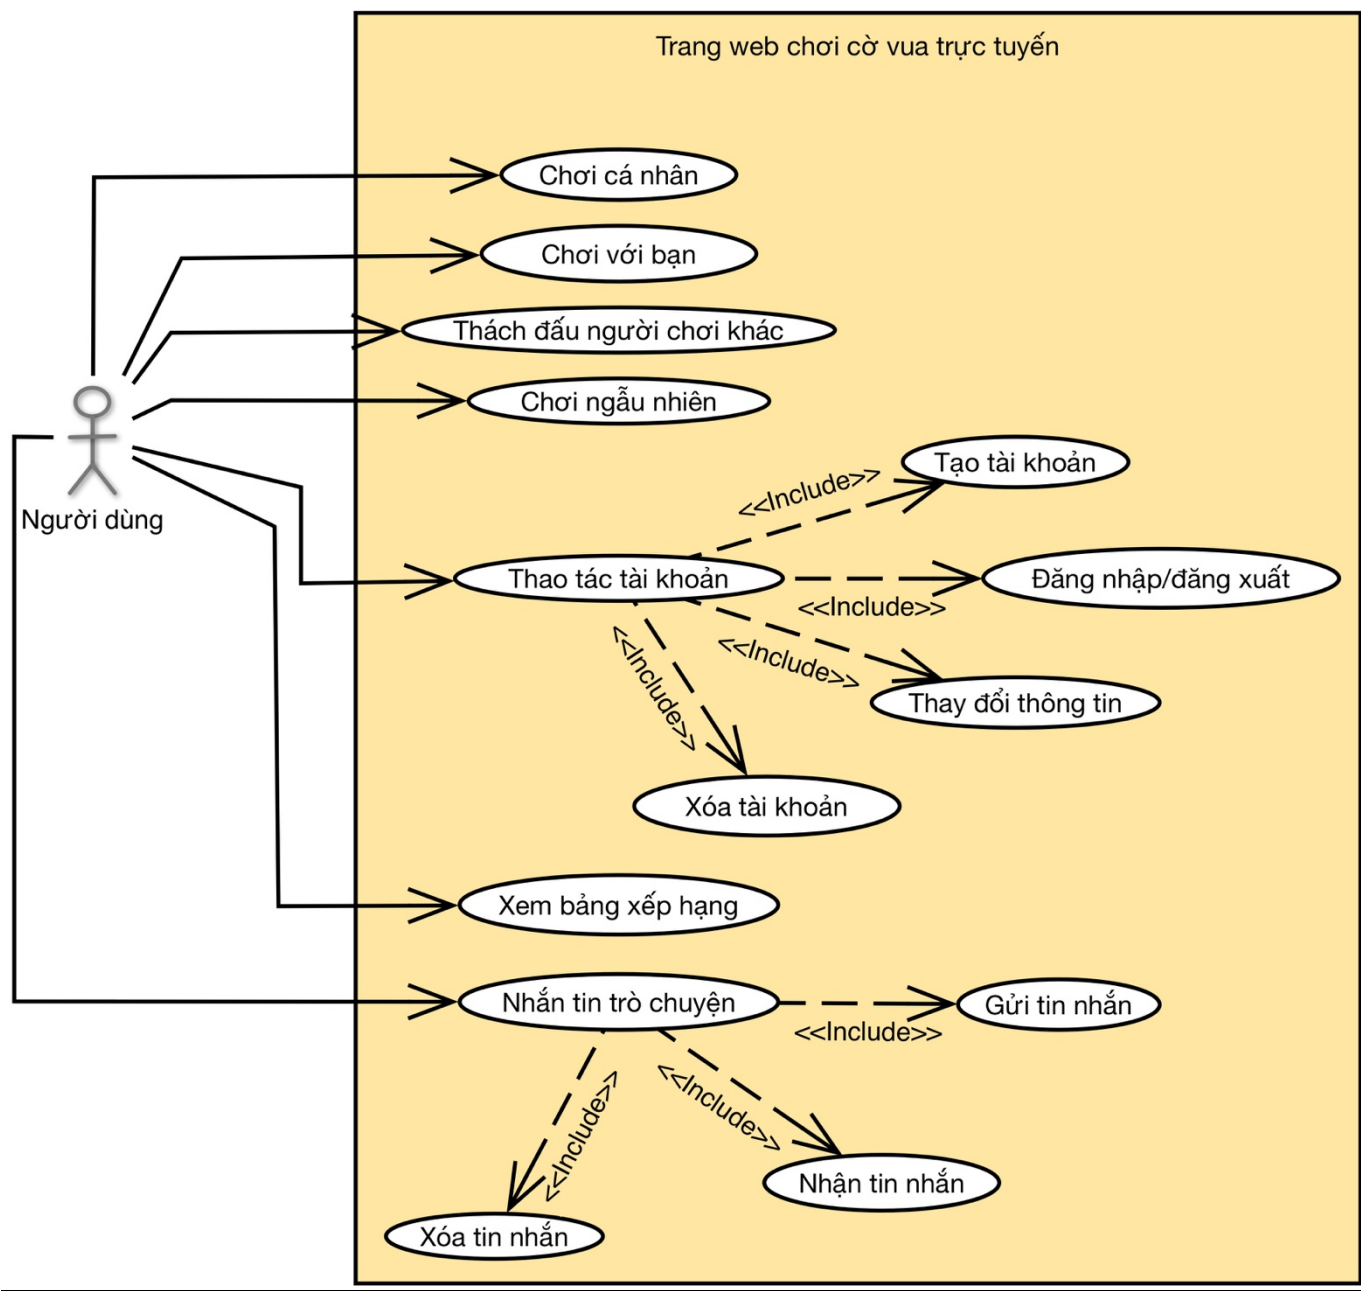 Trang web chơi cờ vua trực tuyến
Chơi cá nhân
Chơi với bạn
Thách đấu người chơi khác
Chơi ngẫu nhiên
Người dùng
Tạo tài khoản
<<Include>>
Thao tác tài khoản
Đăng nhập/đăng xuất
<<Include>>
<<Include>>
<<Include>>
Thay đổi thông tin
Xóa tài khoản
Xem bảng xếp hạng
Nhắn tin trò chuyện
Gửi tin nhắn
<<Include>>
<<Include>>
<<Include>>
Nhận tin nhắn
Xóa tin nhắn